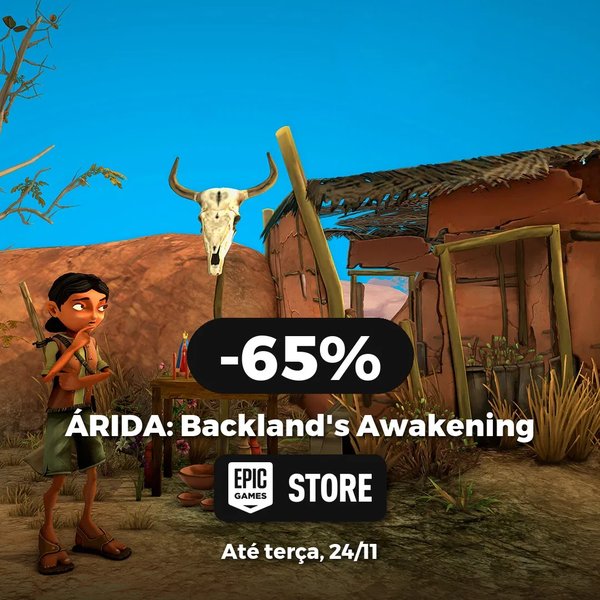 -65%
ÁRIDA: Backland's Awakening
EPIC
GAMES
STORE
Até terça, 24/11